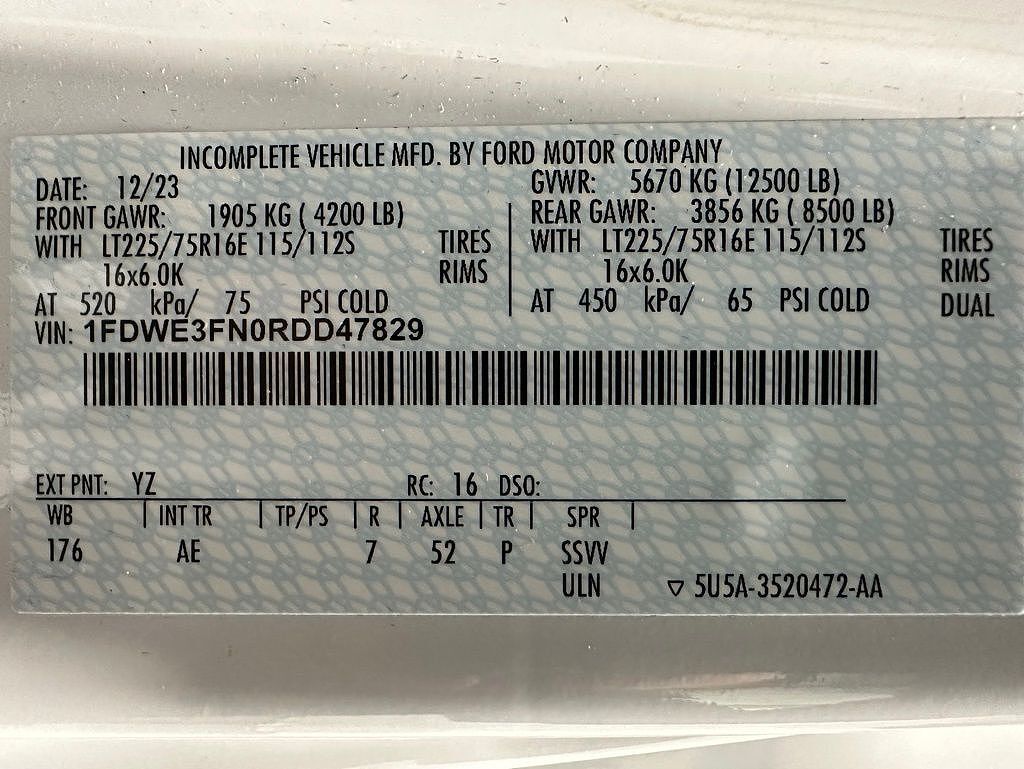 INCOMPLETE VEHICLE MFD. BY FORD MOTOR COMPANY
DATE: 12/23
GVWR: 5670 KG (12500 LB)
FRONT GAWR: 1905 KG ( 4200 LB)
REAR GAWR: 3856 KG ( 8500 LB)
WITH LT225/75R16E 115/112S TIRES
WITH LT225/75R16E 115/112S TIRES
16x6.0K RIMS
16x6.0K RIMS
AT 520 kPa/ 75 PSI COLD
AT 450 kPa/ 65 PSI COLD DUAL
VIN: 1FDWE3FN0RDD47829
EXT PNT: YZ RC: 16 DSO:
WB | INT TR | TP/PS | R | AXLE | TR | SPR |
176 AE 7 52 P SSVV
ULN ▽ 5U5A-3520472-AA